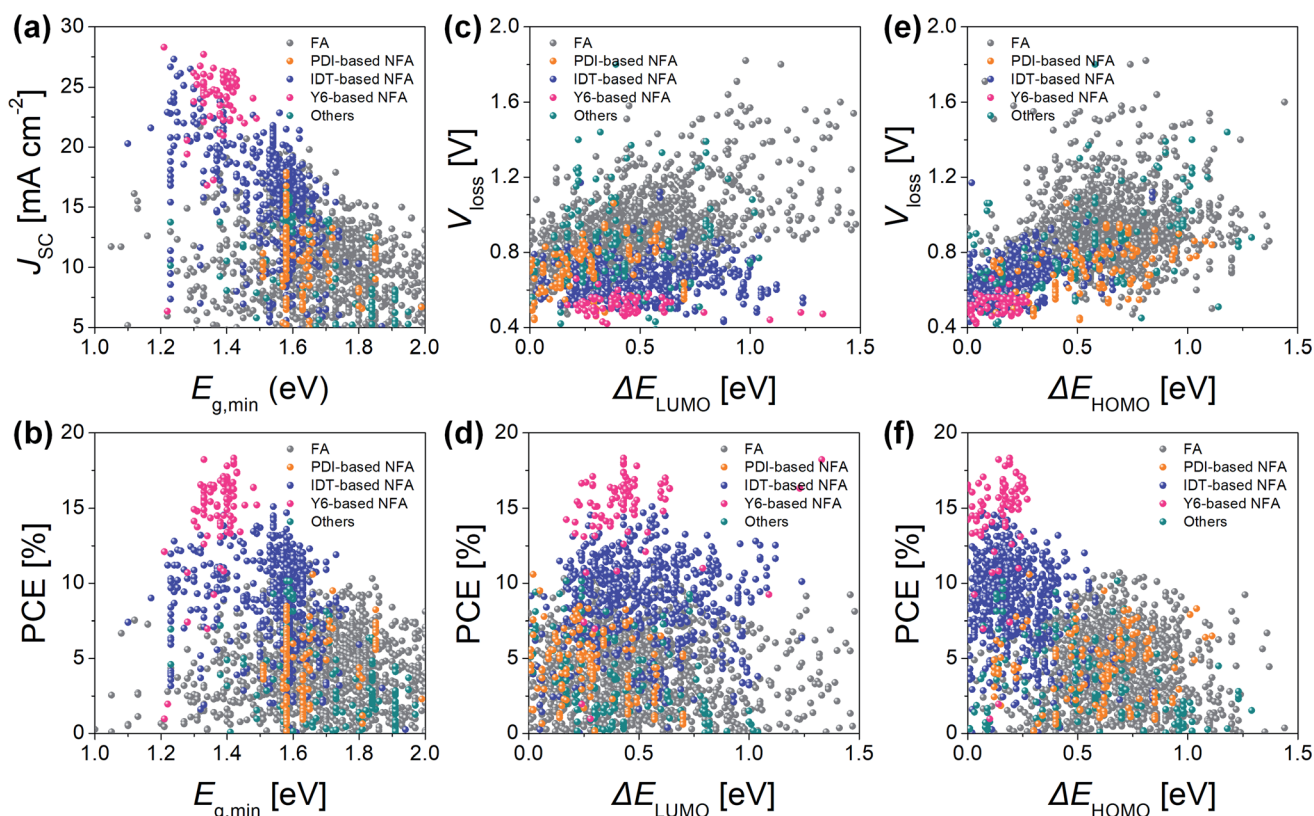 (a)
30
25
20
15
10
5
J_SC [mA cm⁻²]
1.0 1.2 1.4 1.6 1.8 2.0
E_g,min (eV)
FA
PDI-based NFA
IDT-based NFA
Y6-based NFA
Others
(c)
2.0
1.6
1.2
0.8
0.4
V_loss [V]
0.0 0.5 1.0 1.5
ΔE_LUMO [eV]
FA
PDI-based NFA
IDT-based NFA
Y6-based NFA
Others
(e)
2.0
1.6
1.2
0.8
0.4
V_loss [V]
0.0 0.5 1.0 1.5
ΔE_HOMO [eV]
FA
PDI-based NFA
IDT-based NFA
Y6-based NFA
Others
(b)
20
15
10
5
0
PCE [%]
1.0 1.2 1.4 1.6 1.8 2.0
E_g,min [eV]
FA
PDI-based NFA
IDT-based NFA
Y6-based NFA
Others
(d)
20
15
10
5
0
PCE [%]
0.0 0.5 1.0 1.5
ΔE_LUMO [eV]
FA
PDI-based NFA
IDT-based NFA
Y6-based NFA
Others
(f)
20
15
10
5
0
PCE [%]
0.0 0.5 1.0 1.5
ΔE_HOMO [eV]
FA
PDI-based NFA
IDT-based NFA
Y6-based NFA
Others